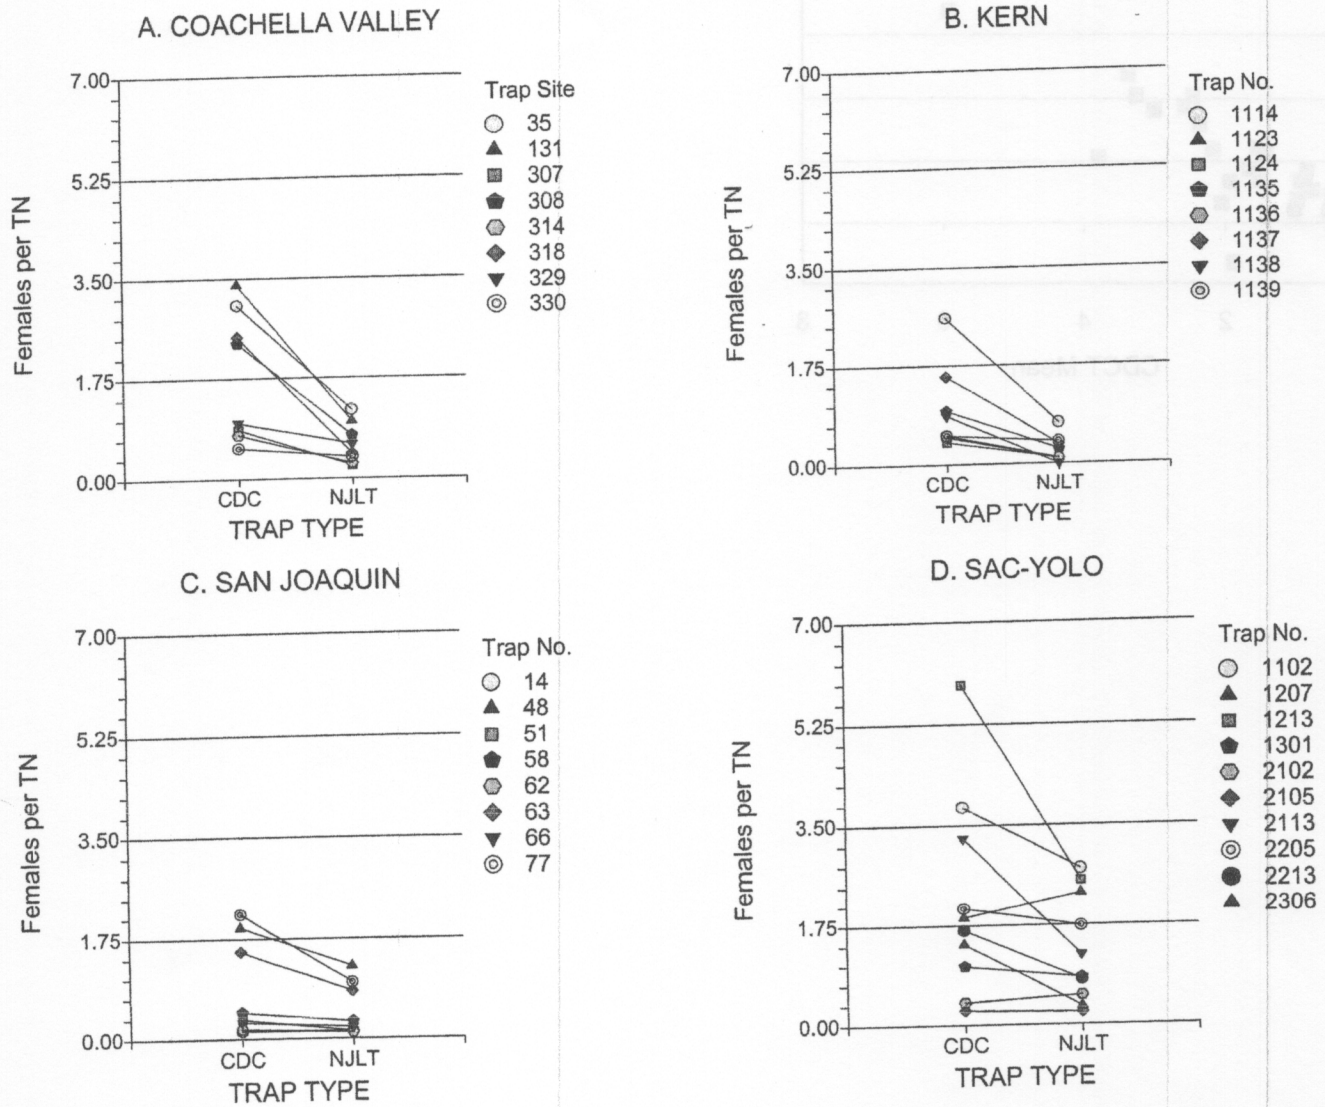 A. COACHELLA VALLEY
7.00
5.25
3.50
1.75
0.00
Females per TN
CDC
NJLT
TRAP TYPE
Trap Site
35
131
307
308
314
318
329
330
B. KERN
7.00
5.25
3.50
1.75
0.00
Females per TN
CDC
NJLT
TRAP TYPE
Trap No.
1114
1123
1124
1135
1136
1137
1138
1139
C. SAN JOAQUIN
7.00
5.25
3.50
1.75
0.00
Females per TN
CDC
NJLT
TRAP TYPE
Trap No.
14
48
51
58
62
63
66
77
D. SAC-YOLO
7.00
5.25
3.50
1.75
0.00
Females per TN
CDC
NJLT
TRAP TYPE
Trap No.
1102
1207
1213
1301
2102
2105
2113
2205
2213
2306